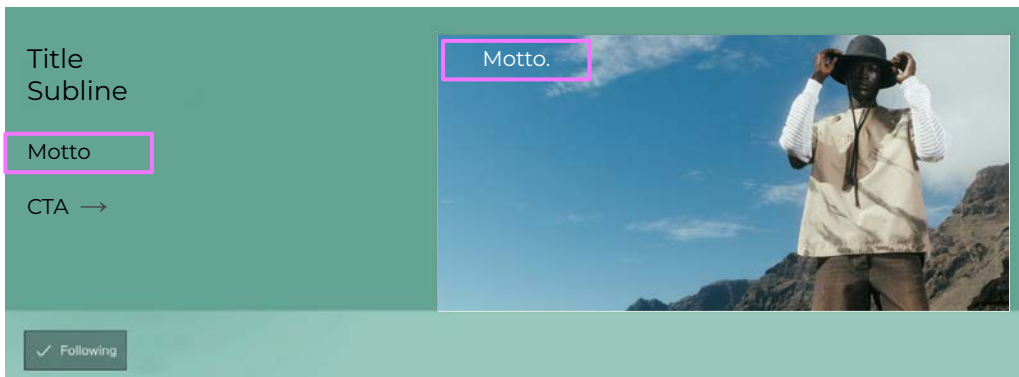 Title
Subline
Motto
CTA →
Motto.
✓ Following